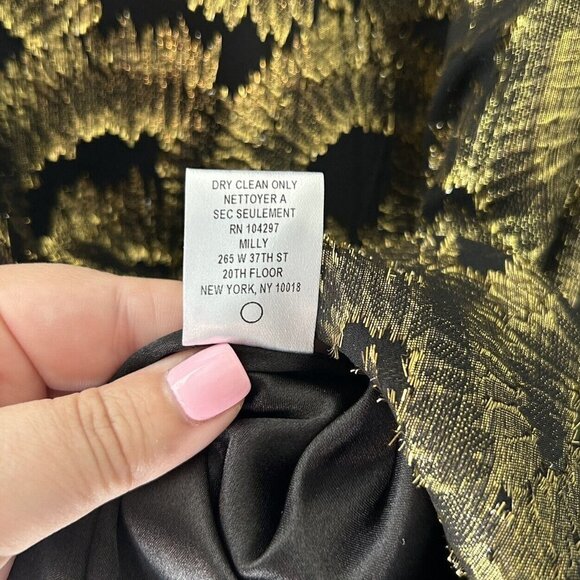 DRY CLEAN ONLY
NETTOYER A
SEC SEULEMENT
RN 104297
MILLY
265 W 37TH ST
20TH FLOOR
NEW YORK, NY 10018